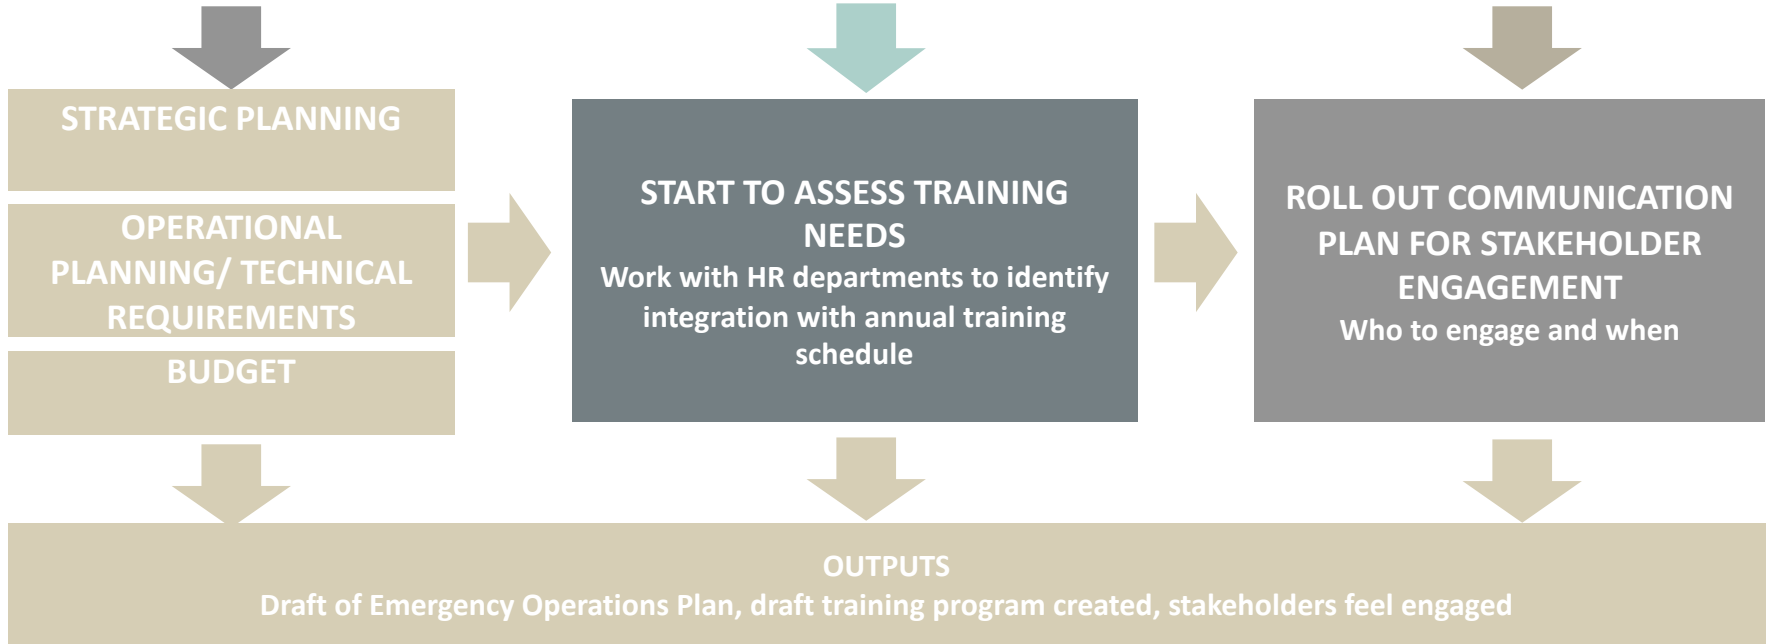 STRATEGIC PLANNING
OPERATIONAL
PLANNING/ TECHNICAL
REQUIREMENTS
BUDGET
START TO ASSESS TRAINING
NEEDS
Work with HR departments to identify
integration with annual training
schedule
ROLL OUT COMMUNICATION
PLAN FOR STAKEHOLDER
ENGAGEMENT
Who to engage and when
OUTPUTS
Draft of Emergency Operations Plan, draft training program created, stakeholders feel engaged